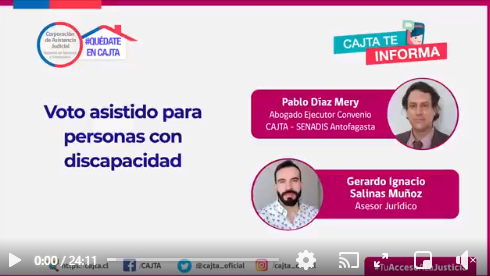 Corporación
de Asistencia
Judicial
#QUÉDATE
EN CAJTA
CAJTA TE
INFORMA
Voto asistido para
personas con
discapacidad
Pablo Díaz Mery
Abogado Ejecutor Convenio
CAJTA - SENADIS Antofagasta
Gerardo Ignacio
Salinas Muñoz
Asesor Jurídico
0:00 / 24:11
/CAJTA
@cajta_oficial
/cajta_
#TuAccesoALaJusticia